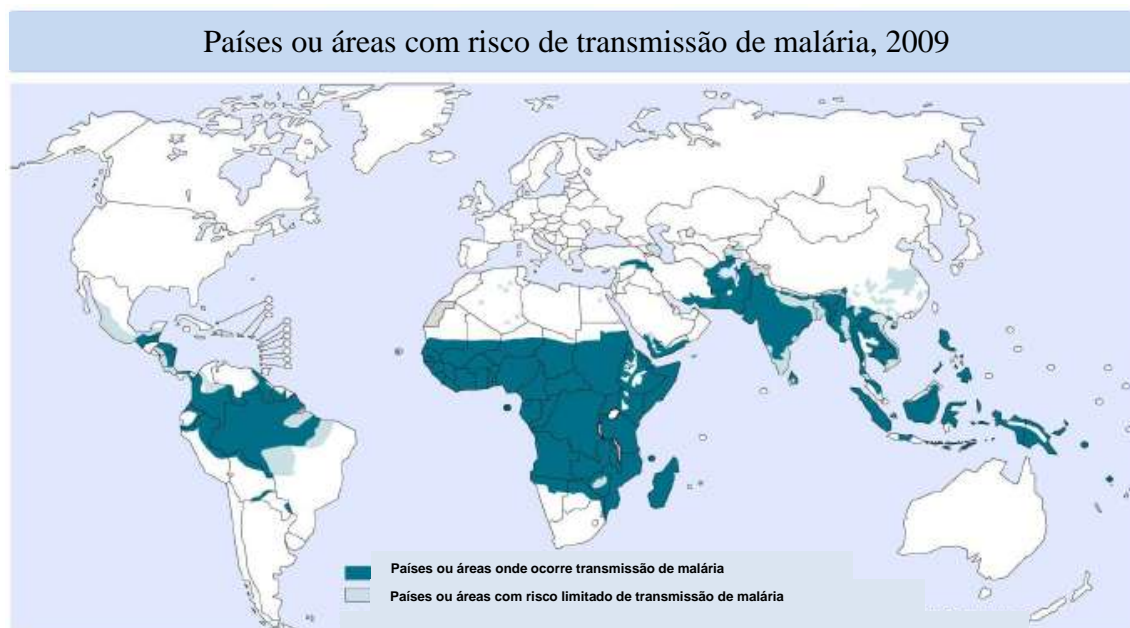 Países ou áreas com risco de transmissão de malária, 2009
Países ou áreas onde ocorre transmissão de malária
Países ou áreas com risco limitado de transmissão de malária